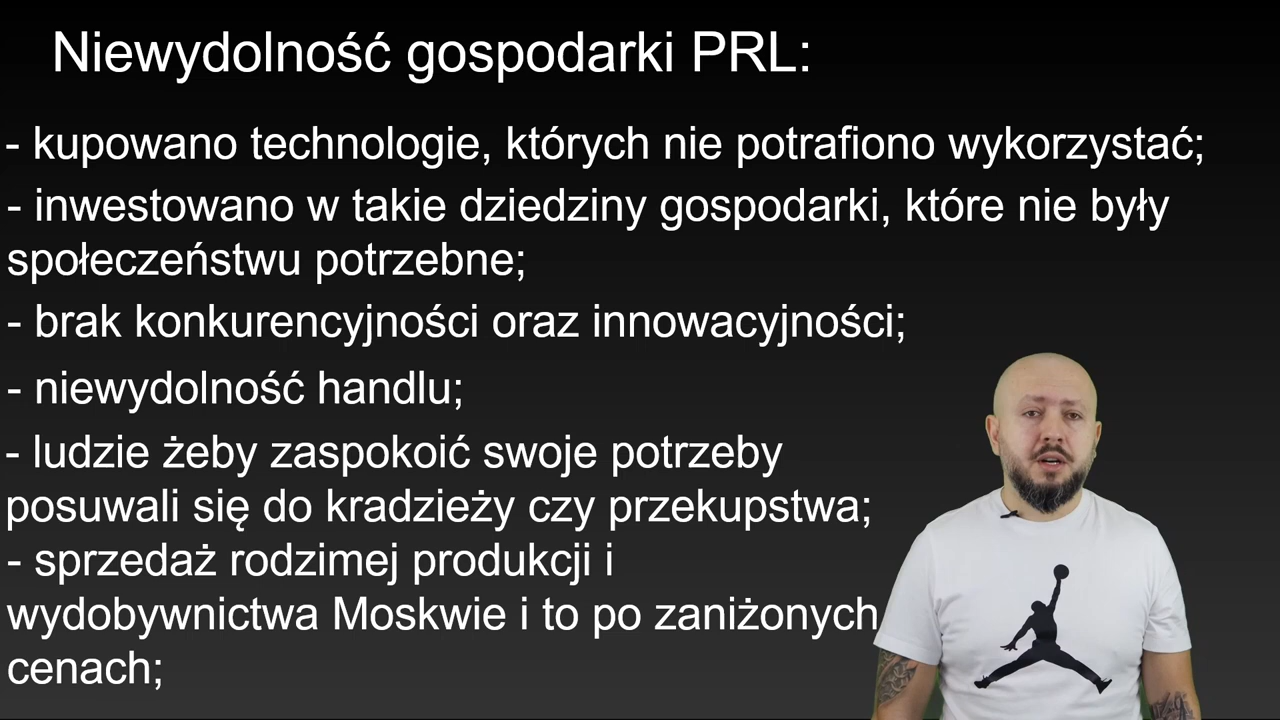 Niewydolność gospodarki PRL:
- kupowano technologie, których nie potrafiono wykorzystać;
- inwestowano w takie dziedziny gospodarki, które nie były
społeczeństwu potrzebne;
- brak konkurencyjności oraz innowacyjności;
- niewydolność handlu;
- ludzie żeby zaspokoić swoje potrzeby
posuwali się do kradzieży czy przekupstwa;
- sprzedaż rodzimej produkcji i
wydobywnictwa Moskwie i to po zaniżonych
cenach;